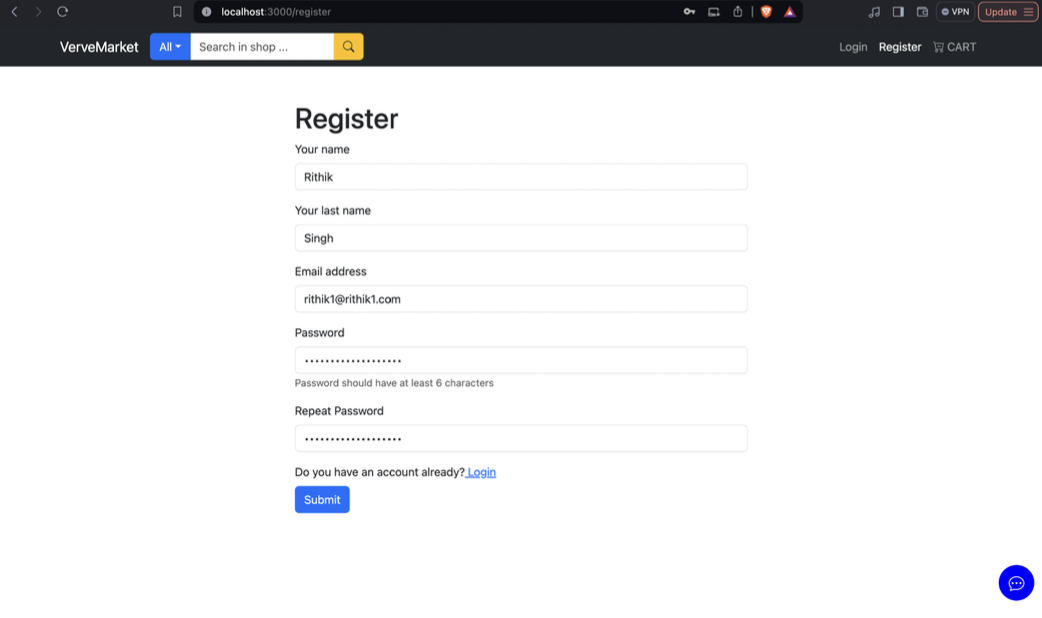 localhost:3000/register
VPN
Update
VerveMarket
All
Search in shop ...
Login
Register
CART
Register
Your name
Rithik
Your last name
Singh
Email address
rithik1@rithik1.com
Password
Password should have at least 6 characters
Repeat Password
Do you have an account already? Login
Submit